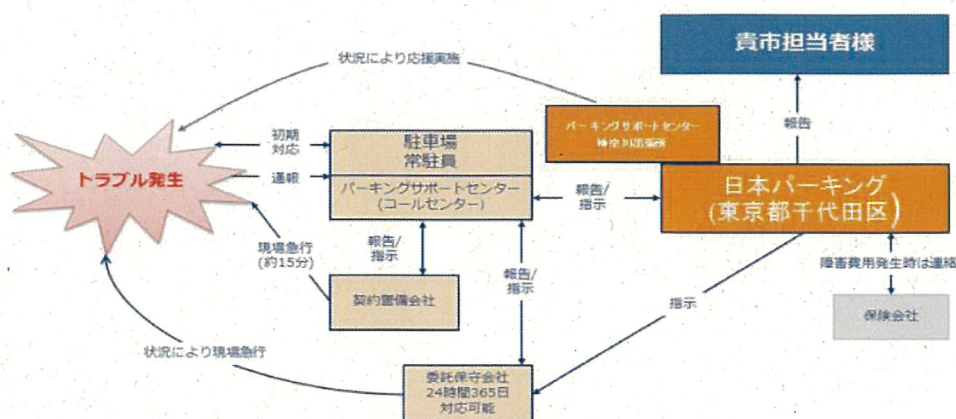 貴市担当者様
状況により応援実施
パーキングサポートセンター
神奈川出張所
報告
初期
対応
駐車場
常駐員
トラブル発生
通報
パーキングサポートセンター
(コールセンター)
報告/
指示
日本パーキング
(東京都千代田区)
現場急行
(約15分)
報告/
指示
報告/
指示
障害費用発生時は連絡
契約警備会社
指示
保険会社
状況により現場急行
委託保守会社
24時間365日
対応可能